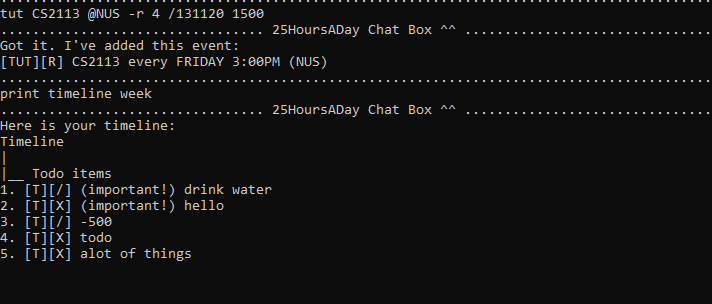 tut CS2113 @NUS -r 4 /131120 1500
................................ 25HoursADay Chat Box ^^ ...............................
Got it. I've added this event:
[TUT][R] CS2113 every FRIDAY 3:00PM (NUS)
........................................................................................
print timeline week
................................ 25HoursADay Chat Box ^^ ...............................
Here is your timeline:
Timeline
|
|__ Todo items
1. [T][/] (important!) drink water
2. [T][X] (important!) hello
3. [T][/] -500
4. [T][X] todo
5. [T][X] alot of things